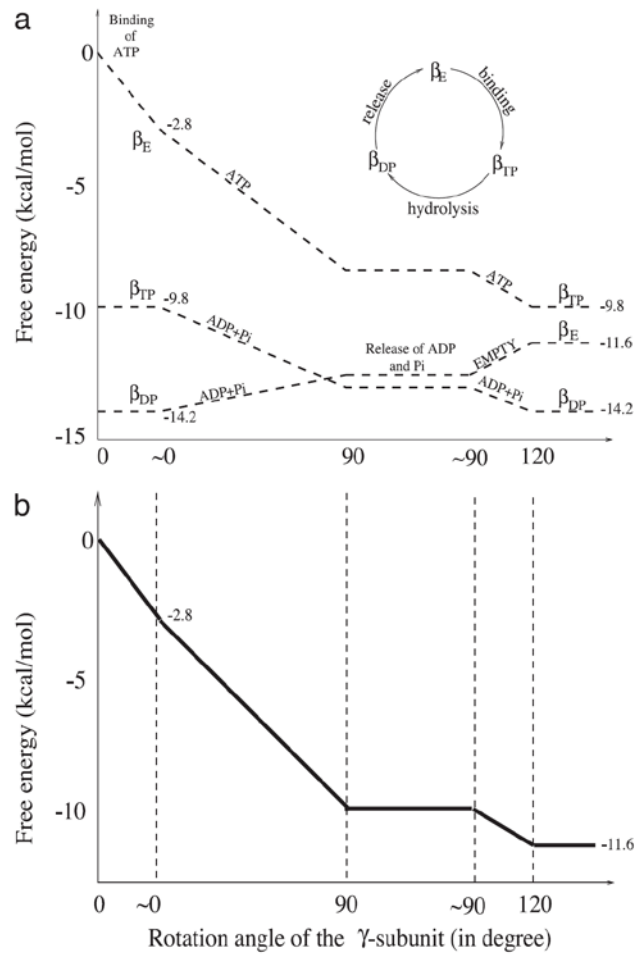 a
Binding
of
ATP
0
-5
-10
-15
Free energy (kcal/mol)
-2.8
β_E
ATP
β_E
binding
β_TP
hydrolysis
β_DP
release
β_TP
-9.8
ADP+Pi
β_DP
-14.2
ADP+Pi
Release of ADP
and Pi
ATP
β_TP
-9.8
EMPTY
β_E
-11.6
ADP+Pi
β_DP
-14.2
0
~0
90
~90
120
b
0
-5
-10
Free energy (kcal/mol)
-2.8
-11.6
0
~0
90
~90
120
Rotation angle of the γ-subunit (in degree)